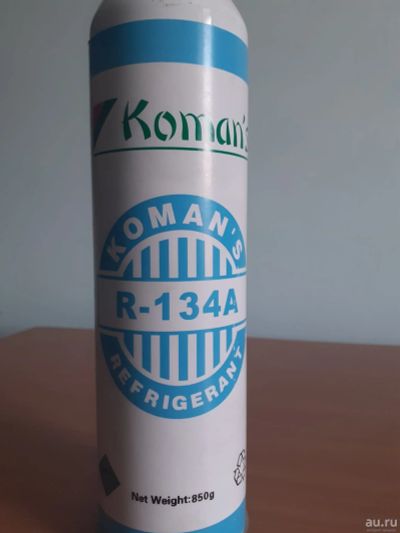 Koman's
KOMAN'S
R-134A
REFRIGERANT
Net Weight:850g
au.ru